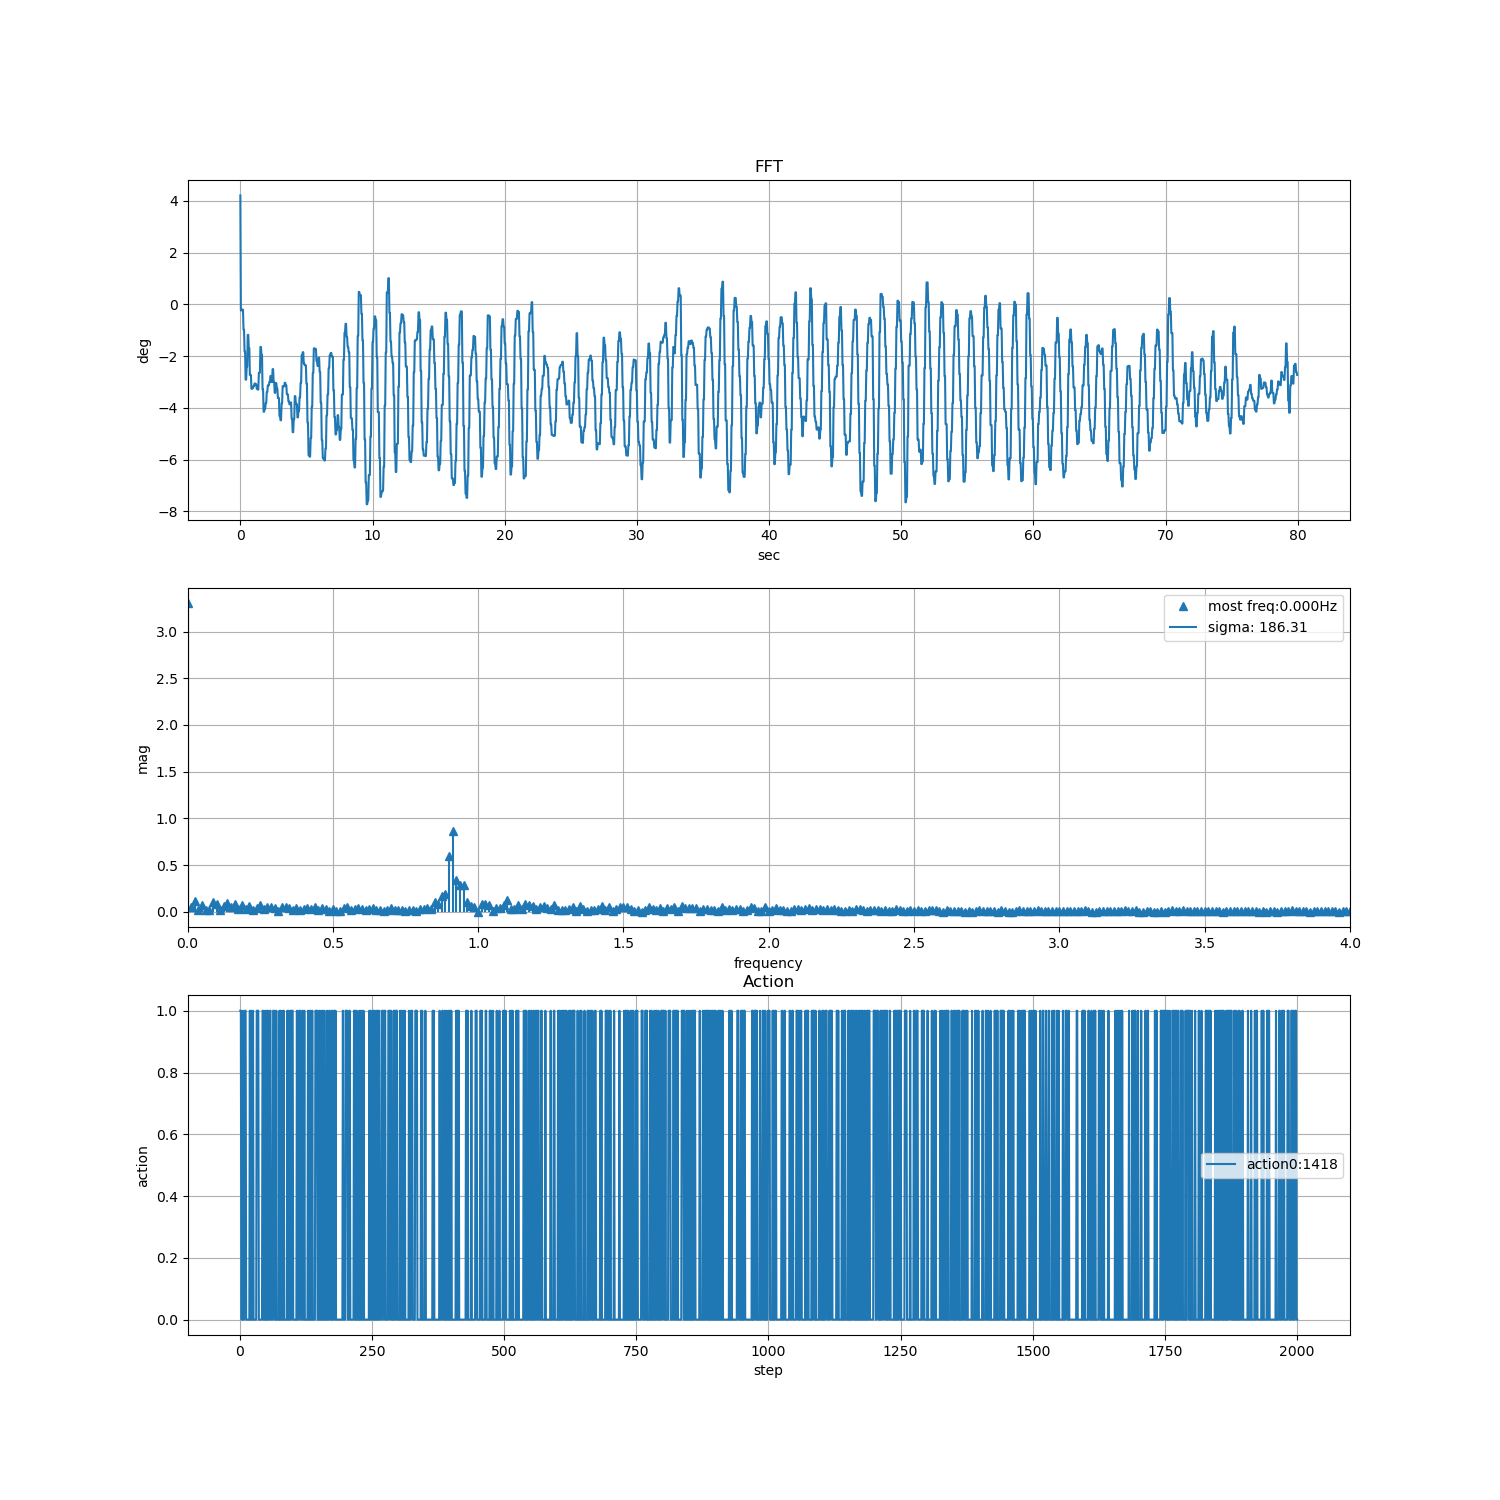 FFT
4
2
0
−2
−4
−6
−8
deg
0 10 20 30 40 50 60 70 80
sec
most freq:0.000Hz
sigma: 186.31
3.0
2.5
2.0
1.5
1.0
0.5
0.0
mag
0.0 0.5 1.0 1.5 2.0 2.5 3.0 3.5 4.0
frequency
Action
1.0
0.8
0.6
0.4
0.2
0.0
action
action0:1418
0 250 500 750 1000 1250 1500 1750 2000
step